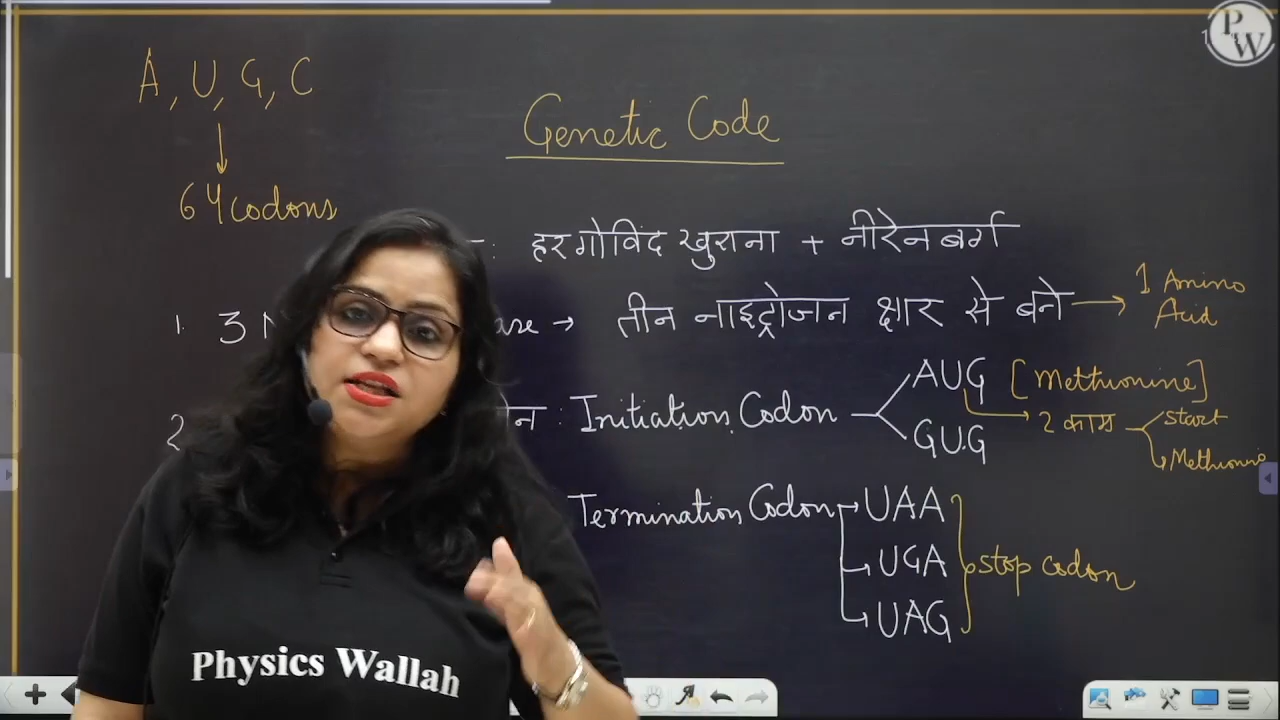 A, U, G, C
64 codons
Genetic Code
: हरगोविंद खुराना + नीरेनबर्ग
1. 3 N → तीन नाइट्रोजन क्षार से बने → 1 Amino Acid
2 : Initiation Codon AUG [Methionine]
→ 2 काम start
GUG Methionine
Termination Codon → UAA
→ UGA stop codon
→ UAG
Physics Wallah
PW